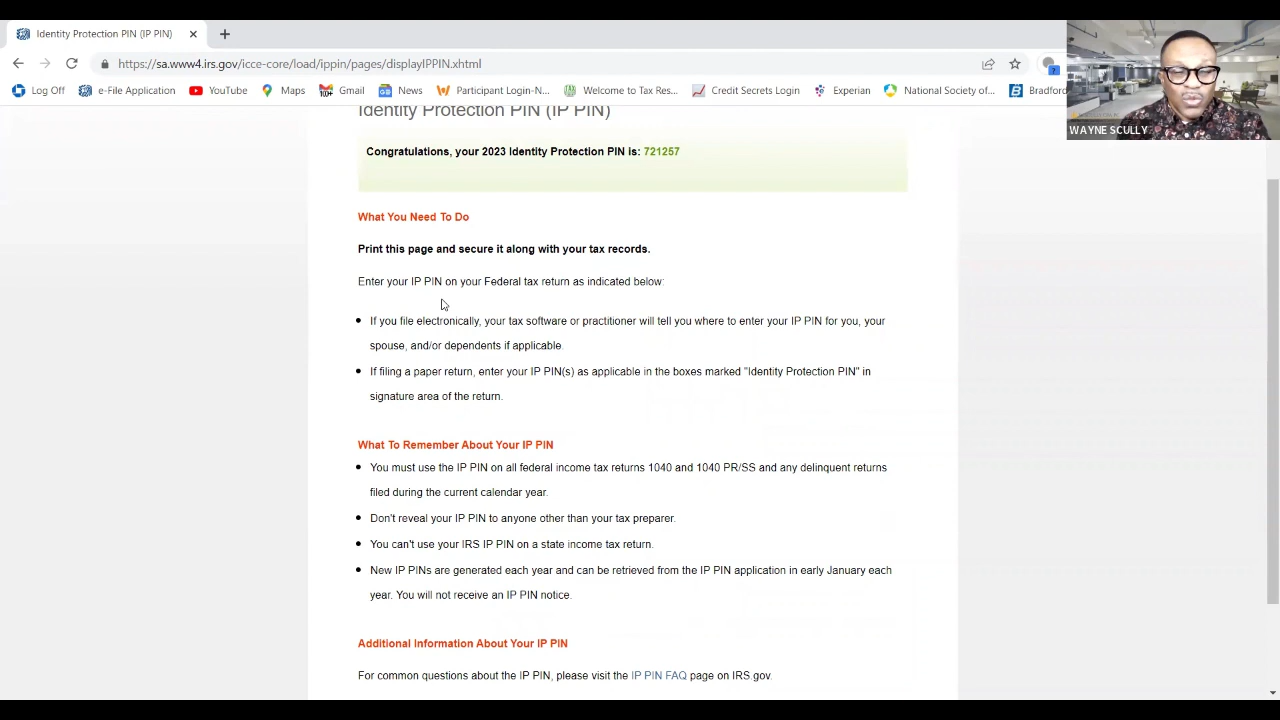 Identity Protection PIN (IP PIN)
https://sa.www4.irs.gov/icce-core/load/ippin/pages/displayIPPIN.xhtml
Log Off e-File Application YouTube Maps Gmail News Participant Login-N... Welcome to Tax Res... Credit Secrets Login Experian National Society of... Bradford
WAYNE SCULLY
Identity Protection PIN (IP PIN)
Congratulations, your 2023 Identity Protection PIN is: 721257
What You Need To Do
Print this page and secure it along with your tax records.
Enter your IP PIN on your Federal tax return as indicated below:
If you file electronically, your tax software or practitioner will tell you where to enter your IP PIN for you, your
spouse, and/or dependents if applicable.
If filing a paper return, enter your IP PIN(s) as applicable in the boxes marked "Identity Protection PIN" in
signature area of the return.
What To Remember About Your IP PIN
You must use the IP PIN on all federal income tax returns 1040 and 1040 PR/SS and any delinquent returns
filed during the current calendar year.
Don't reveal your IP PIN to anyone other than your tax preparer.
You can't use your IRS IP PIN on a state income tax return.
New IP PINs are generated each year and can be retrieved from the IP PIN application in early January each
year. You will not receive an IP PIN notice.
Additional Information About Your IP PIN
For common questions about the IP PIN, please visit the IP PIN FAQ page on IRS.gov.